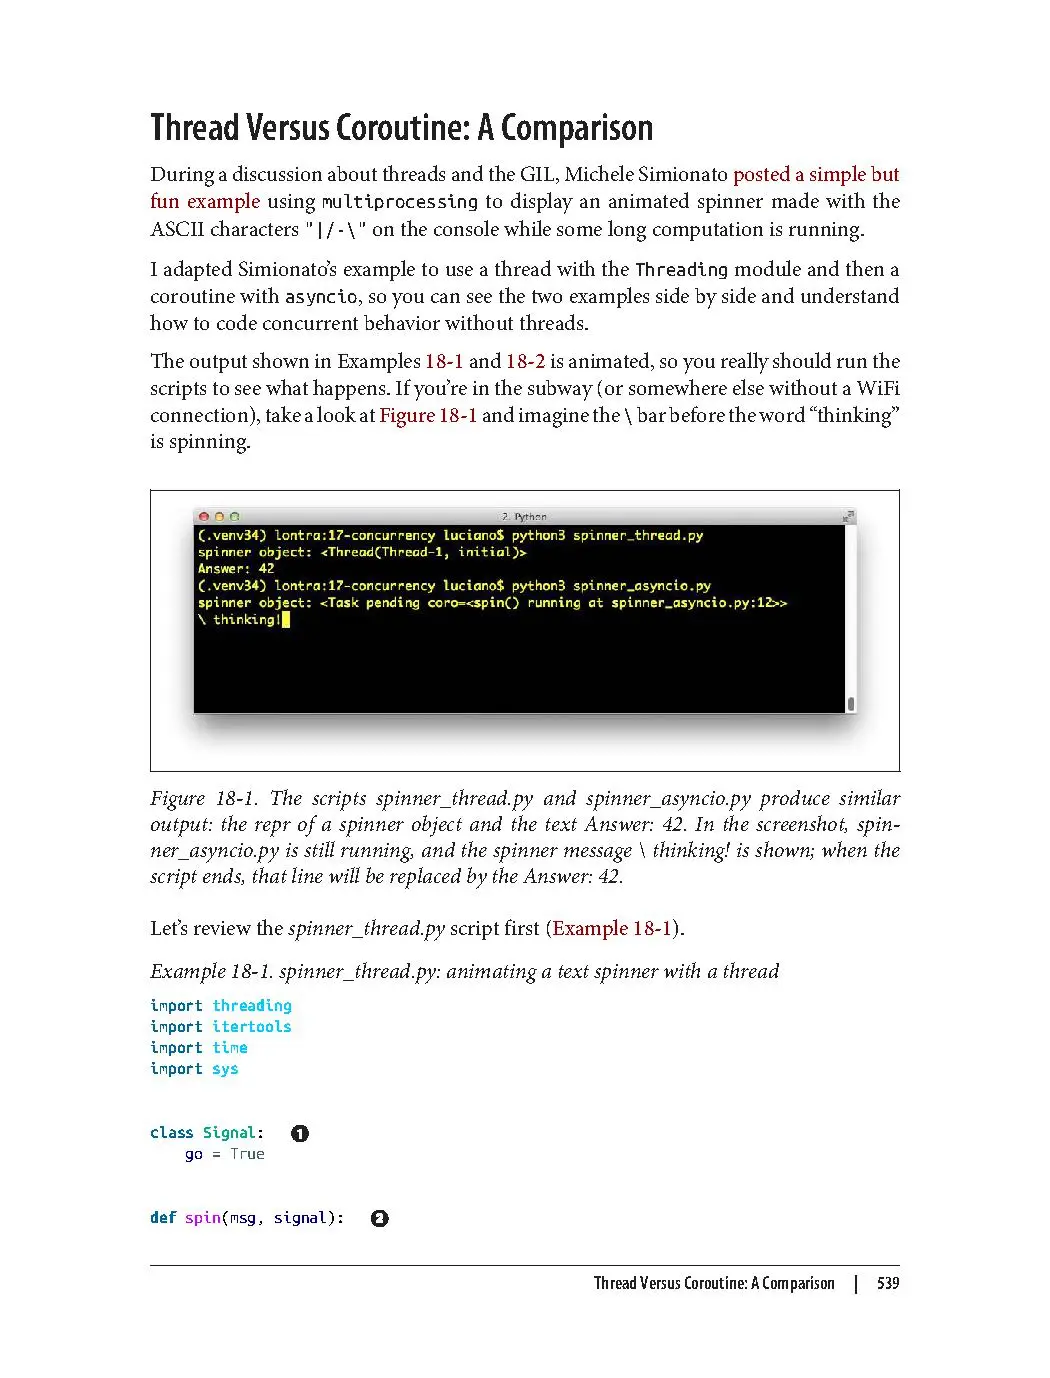 Thread Versus Coroutine: A Comparison
During a discussion about threads and the GIL, Michele Simionato posted a simple but
fun example using multiprocessing to display an animated spinner made with the
ASCII characters "|/-\" on the console while some long computation is running.
I adapted Simionato’s example to use a thread with the Threading module and then a
coroutine with asyncio, so you can see the two examples side by side and understand
how to code concurrent behavior without threads.
The output shown in Examples 18-1 and 18-2 is animated, so you really should run the
scripts to see what happens. If you’re in the subway (or somewhere else without a WiFi
connection), take a look at Figure 18-1 and imagine the \ bar before the word “thinking”
is spinning.
2. Python
(.venv34) lontra:17-concurrency luciano$ python3 spinner_thread.py
spinner object: <Thread(Thread-1, initial)>
Answer: 42
(.venv34) lontra:17-concurrency luciano$ python3 spinner_asyncio.py
spinner object: <Task pending coro=<spin() running at spinner_asyncio.py:12>>
\ thinking!
Figure 18-1. The scripts spinner_thread.py and spinner_asyncio.py produce similar
output: the repr of a spinner object and the text Answer: 42. In the screenshot, spin-
ner_asyncio.py is still running, and the spinner message \ thinking! is shown; when the
script ends, that line will be replaced by the Answer: 42.
Let’s review the spinner_thread.py script first (Example 18-1).
Example 18-1. spinner_thread.py: animating a text spinner with a thread
import threading
import itertools
import time
import sys
class Signal: ❶
    go = True
def spin(msg, signal): ❷
Thread Versus Coroutine: A Comparison | 539